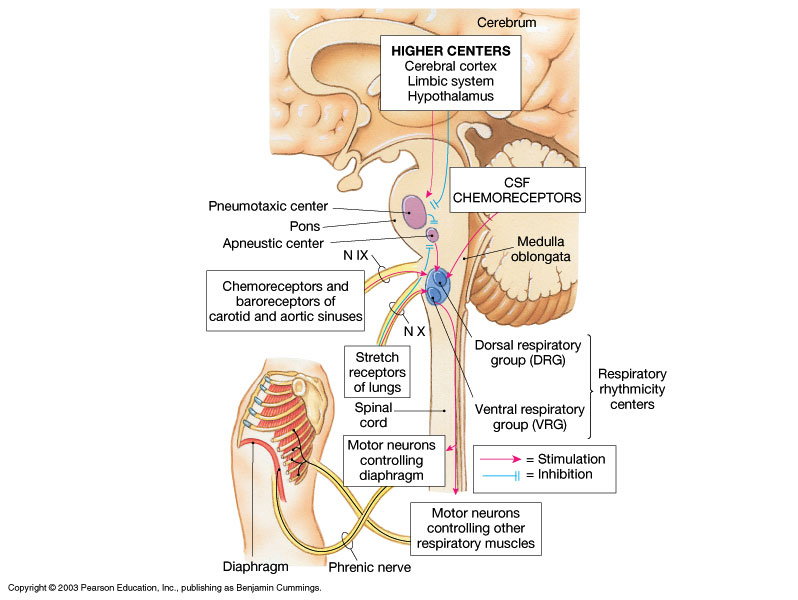 Cerebrum
HIGHER CENTERS
Cerebral cortex
Limbic system
Hypothalamus
CSF
CHEMORECEPTORS
Pneumotaxic center
Pons
Apneustic center
N IX
Medulla
oblongata
Chemoreceptors and
baroreceptors of
carotid and aortic sinuses
N X
Stretch
receptors
of lungs
Dorsal respiratory
group (DRG)
Respiratory
rhythmicity
centers
Spinal
cord
Ventral respiratory
group (VRG)
Motor neurons
controlling
diaphragm
= Stimulation
= Inhibition
Motor neurons
controlling other
respiratory muscles
Diaphragm
Phrenic nerve
Copyright © 2003 Pearson Education, Inc., publishing as Benjamin Cummings.